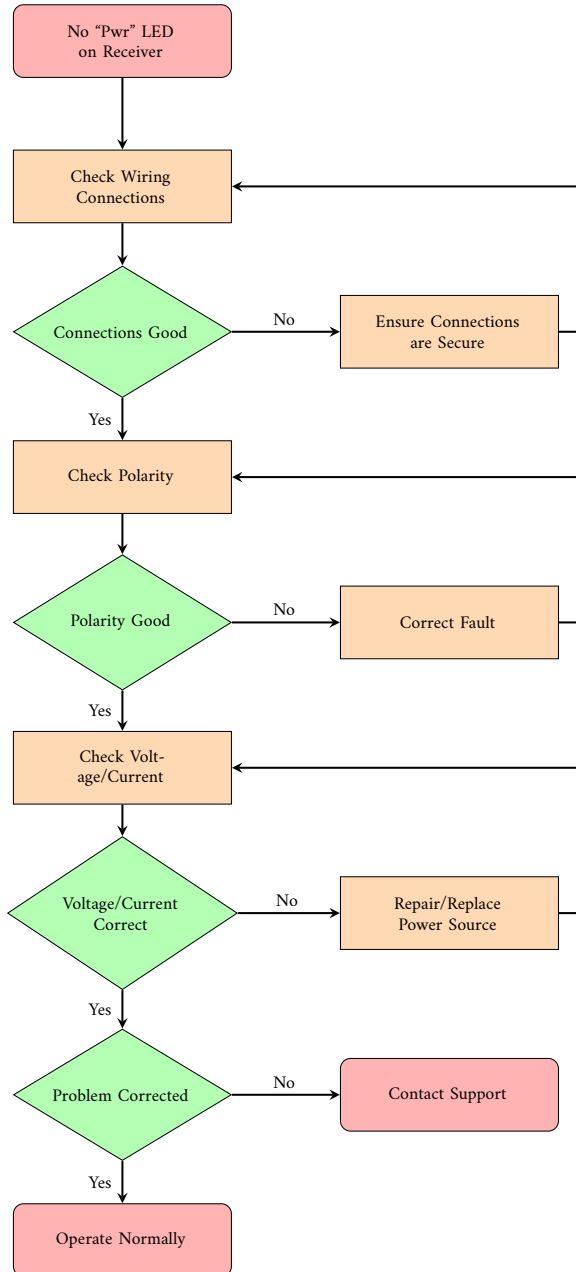 No “Pwr” LED
on Receiver
Check Wiring
Connections
Connections Good
No
Ensure Connections
are Secure
Yes
Check Polarity
Polarity Good
No
Correct Fault
Yes
Check Volt-
age/Current
Voltage/Current
Correct
No
Repair/Replace
Power Source
Yes
Problem Corrected
No
Contact Support
Yes
Operate Normally